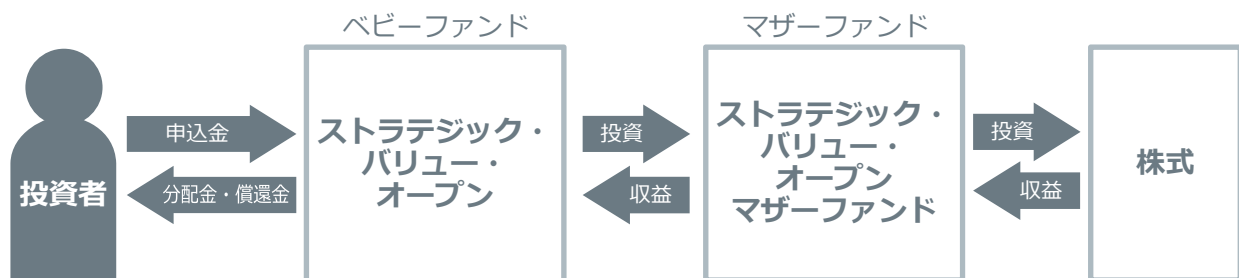 ベビーファンド
マザーファンド
投資者
申込金
分配金・償還金
ストラテジック・
バリュー・
オープン
投資
収益
ストラテジック・
バリュー・
オープン
マザーファンド
投資
収益
株式